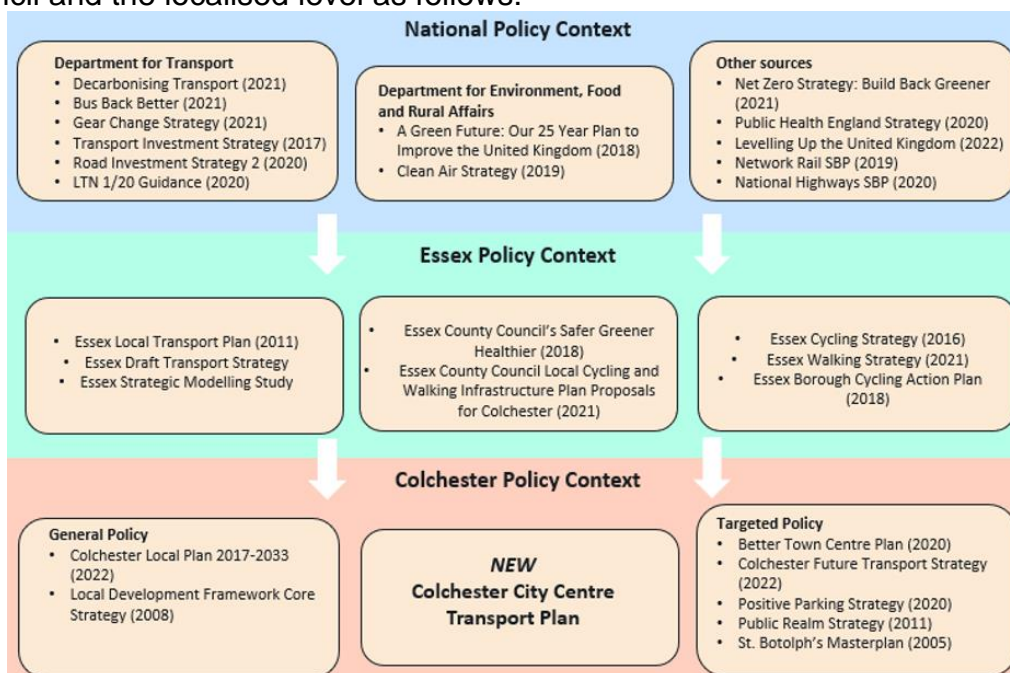 ncil and the localised level as follows.
National Policy Context
Department for Transport
• Decarbonising Transport (2021)
• Bus Back Better (2021)
• Gear Change Strategy (2021)
• Transport Investment Strategy (2017)
• Road Investment Strategy 2 (2020)
• LTN 1/20 Guidance (2020)
Department for Environment, Food
and Rural Affairs
• A Green Future: Our 25 Year Plan to
Improve the United Kingdom (2018)
• Clean Air Strategy (2019)
Other sources
• Net Zero Strategy: Build Back Greener
(2021)
• Public Health England Strategy (2020)
• Levelling Up the United Kingdom (2022)
• Network Rail SBP (2019)
• National Highways SBP (2020)
Essex Policy Context
• Essex Local Transport Plan (2011)
• Essex Draft Transport Strategy
• Essex Strategic Modelling Study
• Essex County Council's Safer Greener
Healthier (2018)
• Essex County Council Local Cycling and
Walking Infrastructure Plan Proposals
for Colchester (2021)
• Essex Cycling Strategy (2016)
• Essex Walking Strategy (2021)
• Essex Borough Cycling Action Plan
(2018)
Colchester Policy Context
General Policy
• Colchester Local Plan 2017-2033
(2022)
• Local Development Framework Core
Strategy (2008)
NEW
Colchester City Centre
Transport Plan
Targeted Policy
• Better Town Centre Plan (2020)
• Colchester Future Transport Strategy
(2022)
• Positive Parking Strategy (2020)
• Public Realm Strategy (2011)
• St. Botolph's Masterplan (2005)